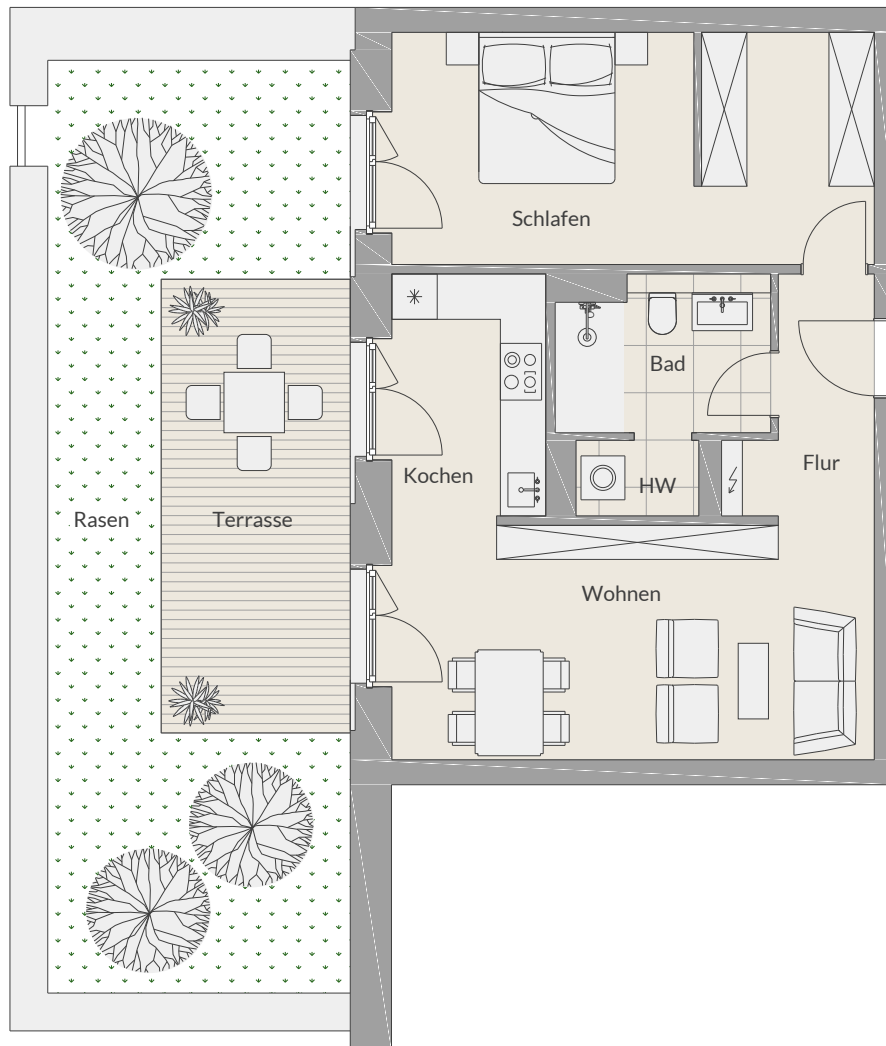 Schlafen
Bad
Flur
Kochen
HW
Rasen
Terrasse
Wohnen